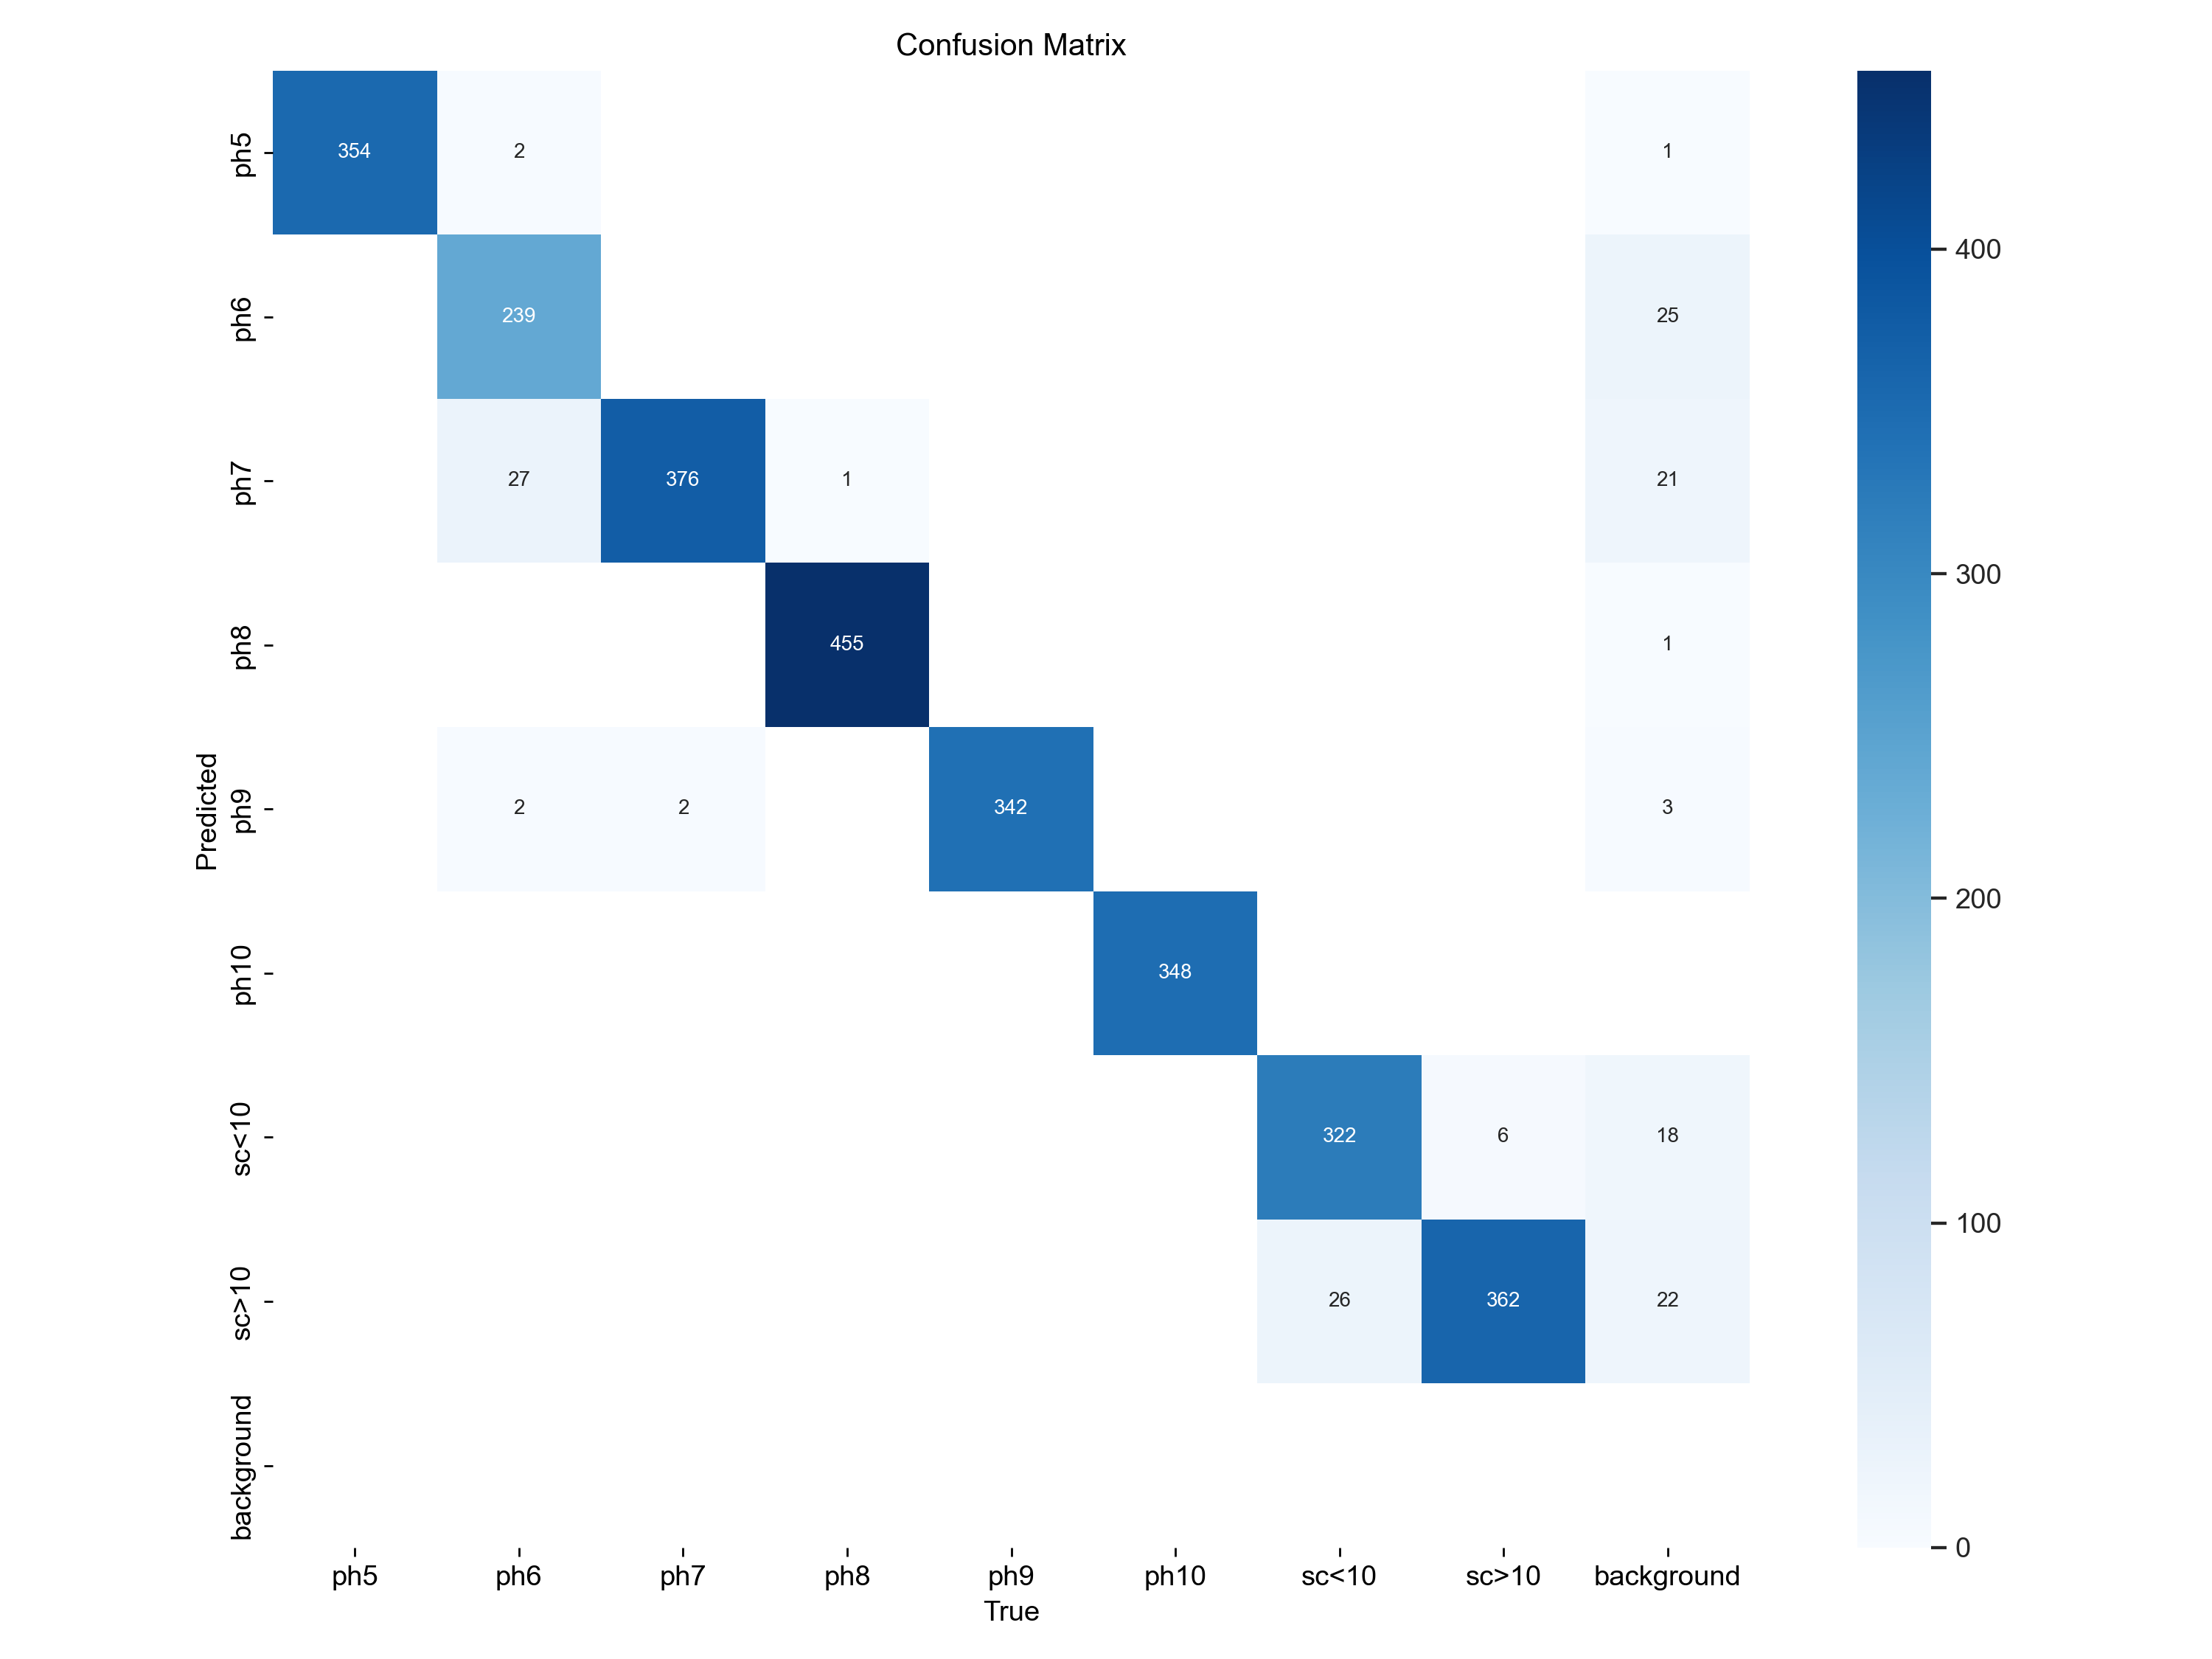 Confusion Matrix
ph5
354
2
1
ph6
239
25
ph7
27
376
1
21
ph8
455
1
ph9
2
2
342
3
ph10
348
sc<10
322
6
18
sc>10
26
362
22
background
Predicted
ph5
ph6
ph7
ph8
ph9
ph10
sc<10
sc>10
background
True
400
300
200
100
0